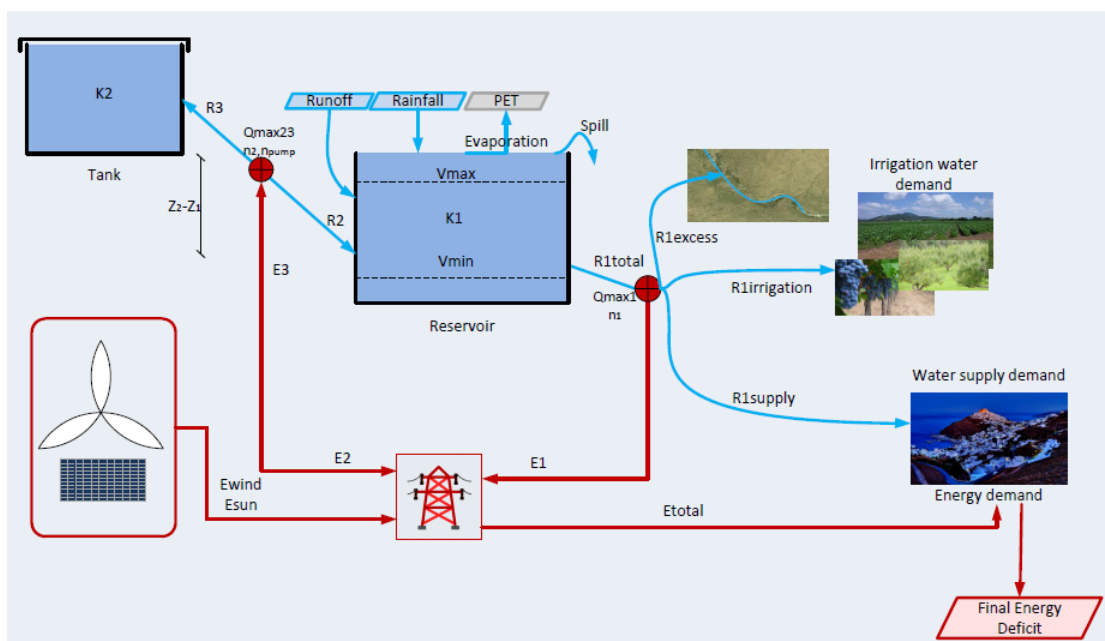 K2
R3
Tank
Qmax23
n2,npump
Z2-Z1
R2
Runoff
Rainfall
PET
Evaporation
Spill
Vmax
K1
Vmin
Reservoir
R1total
Qmax1
n1
R1excess
Irrigation water
demand
R1irrigation
R1supply
Water supply demand
Energy demand
E3
E2
E1
Ewind
Esun
Etotal
Final Energy
Deficit